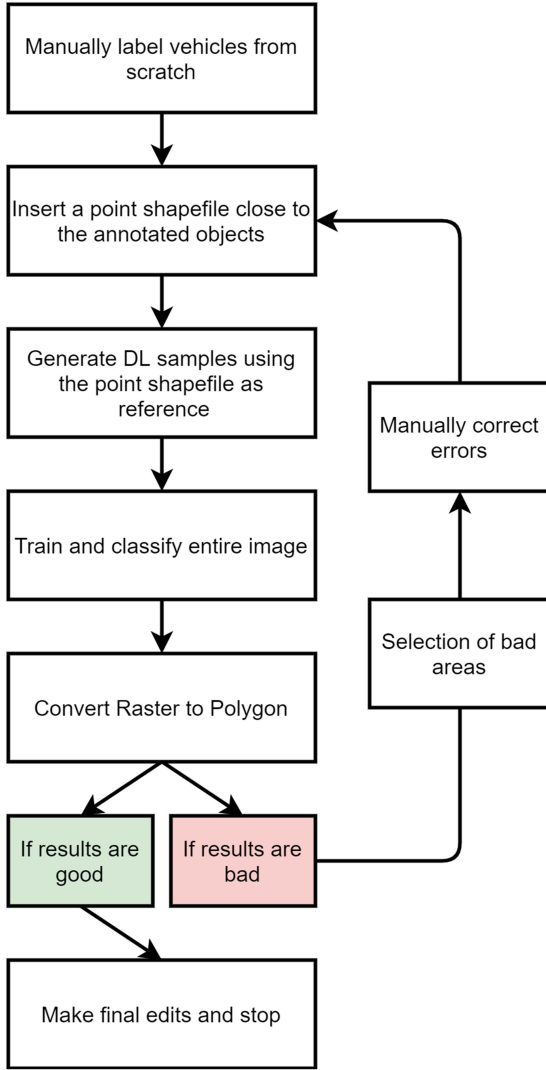 Manually label vehicles from
scratch
Insert a point shapefile close to
the annotated objects
Generate DL samples using
the point shapefile as
reference
Manually correct
errors
Train and classify entire image
Selection of bad
areas
Convert Raster to Polygon
If results are
good
If results are
bad
Make final edits and stop